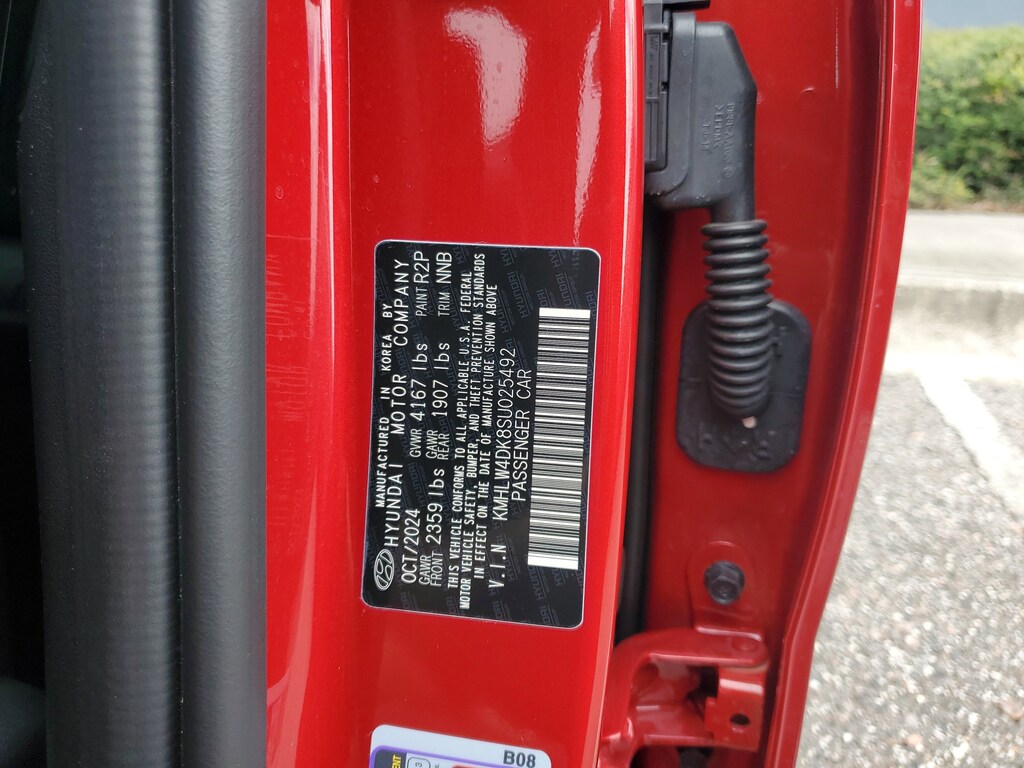 MANUFACTURED IN KOREA BY
HYUNDAI MOTOR COMPANY
OCT/2024 GVWR 4167 lbs PAINT R2P
GAWR FRONT 2359 lbs GAWR REAR 1907 lbs TRIM NNB
THIS VEHICLE CONFORMS TO ALL APPLICABLE U.S.A. FEDERAL
MOTOR VEHICLE SAFETY, BUMPER, AND THEFT PREVENTION STANDARDS
IN EFFECT ON THE DATE OF MANUFACTURE SHOWN ABOVE
V.I.N KMHLW4DK8SU025492
PASSENGER CAR
B08